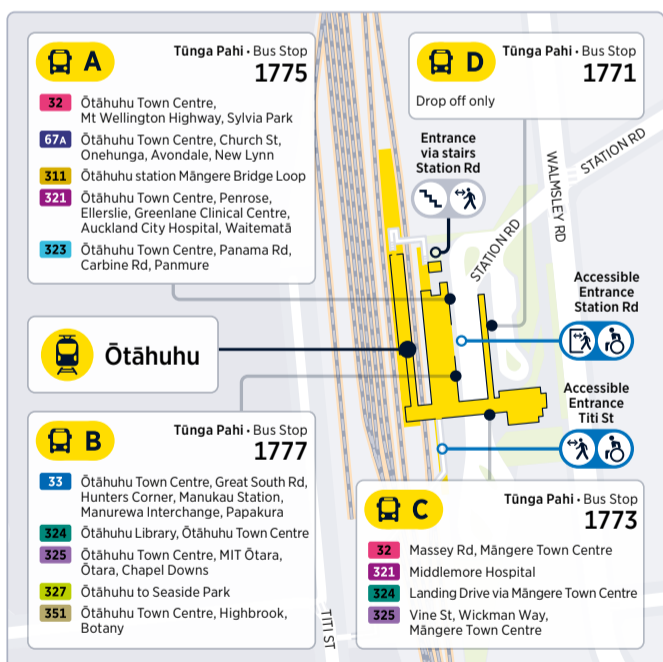 A
Tūnga Pahi • Bus Stop
1775
32 Ōtāhuhu Town Centre,
Mt Wellington Highway, Sylvia Park
67A Ōtāhuhu Town Centre, Church St,
Onehunga, Avondale, New Lynn
311 Ōtāhuhu station Māngere Bridge Loop
321 Ōtāhuhu Town Centre, Penrose,
Ellerslie, Greenlane Clinical Centre,
Auckland City Hospital, Waitematā
323 Ōtāhuhu Town Centre, Panama Rd,
Carbine Rd, Panmure
D
Tūnga Pahi • Bus Stop
1771
Drop off only
Entrance
via stairs
Station Rd
STATION RD
WALMSLEY RD
STATION RD
Accessible
Entrance
Station Rd
Ōtāhuhu
Accessible
Entrance
Titi St
B
Tūnga Pahi • Bus Stop
1777
33 Ōtāhuhu Town Centre, Great South Rd,
Hunters Corner, Manukau Station,
Manurewa Interchange, Papakura
324 Ōtāhuhu Library, Ōtāhuhu Town Centre
325 Ōtāhuhu Town Centre, MIT Ōtara,
Ōtara, Chapel Downs
327 Ōtāhuhu to Seaside Park
351 Ōtāhuhu Town Centre, Highbrook,
Botany
TITI ST
C
Tūnga Pahi • Bus Stop
1773
32 Massey Rd, Māngere Town Centre
321 Middlemore Hospital
324 Landing Drive via Māngere Town Centre
325 Vine St, Wickman Way,
Māngere Town Centre